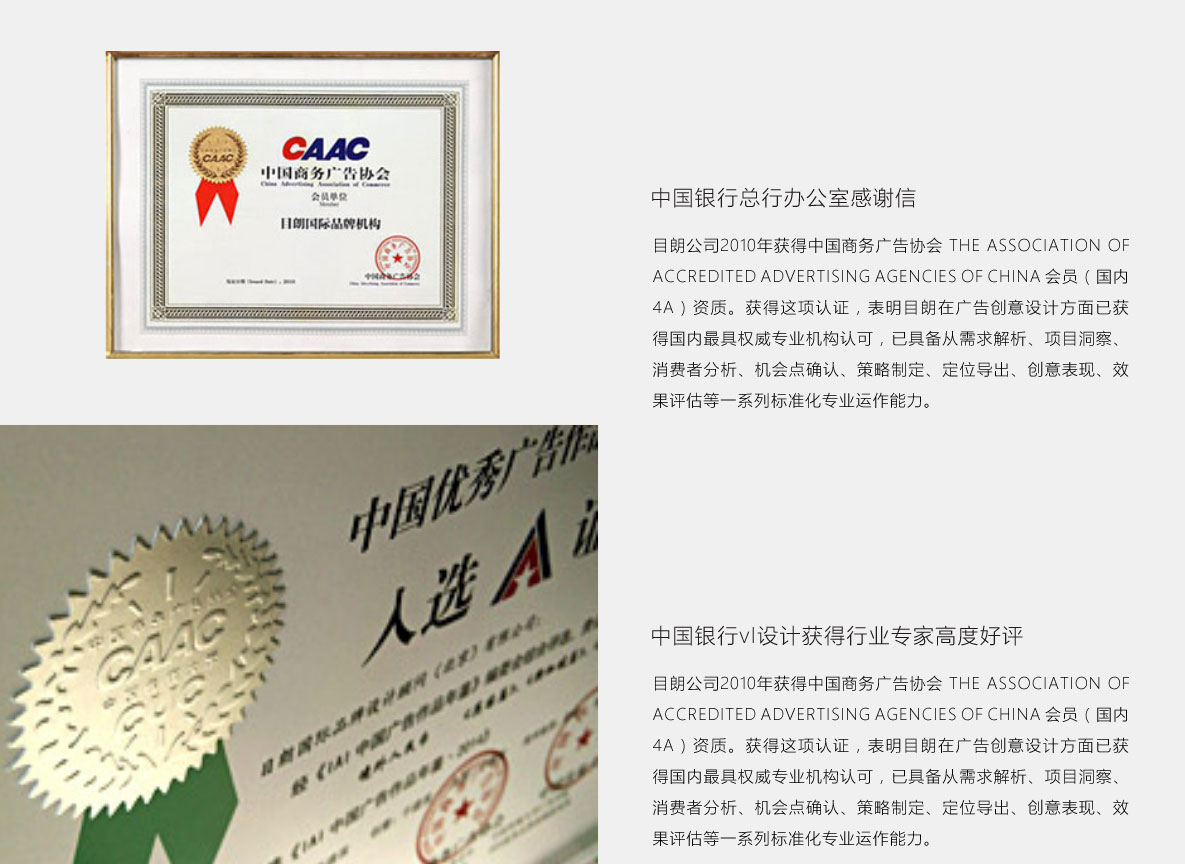 CAAC
CAAC
中国商务广告协会
China Advertising Association of Commerce
会员单位
Member
目朗国际品牌机构
中国商务广告协会
China Advertising Association of Commerce
中国银行总行办公室感谢信
目朗公司2010年获得中国商务广告协会 THE ASSOCIATION OF
ACCREDITED ADVERTISING AGENCIES OF CHINA 会员（国内
4A）资质。获得这项认证，表明目朗在广告创意设计方面已获
得国内最具权威专业机构认可，已具备从需求解析、项目洞察、
消费者分析、机会点确认、策略制定、定位导出、创意表现、效
果评估等一系列标准化专业运作能力。
中国优秀广告作
入选 A 证
CAAC
目朗国际品牌设计顾问（北京）有限公司：
经《IAI 中国广告作品年鉴》
《IAI 中国广告作品年鉴·2010》
中国银行vI设计获得行业专家高度好评
目朗公司2010年获得中国商务广告协会 THE ASSOCIATION OF
ACCREDITED ADVERTISING AGENCIES OF CHINA 会员（国内
4A）资质。获得这项认证，表明目朗在广告创意设计方面已获
得国内最具权威专业机构认可，已具备从需求解析、项目洞察、
消费者分析、机会点确认、策略制定、定位导出、创意表现、效
果评估等一系列标准化专业运作能力。